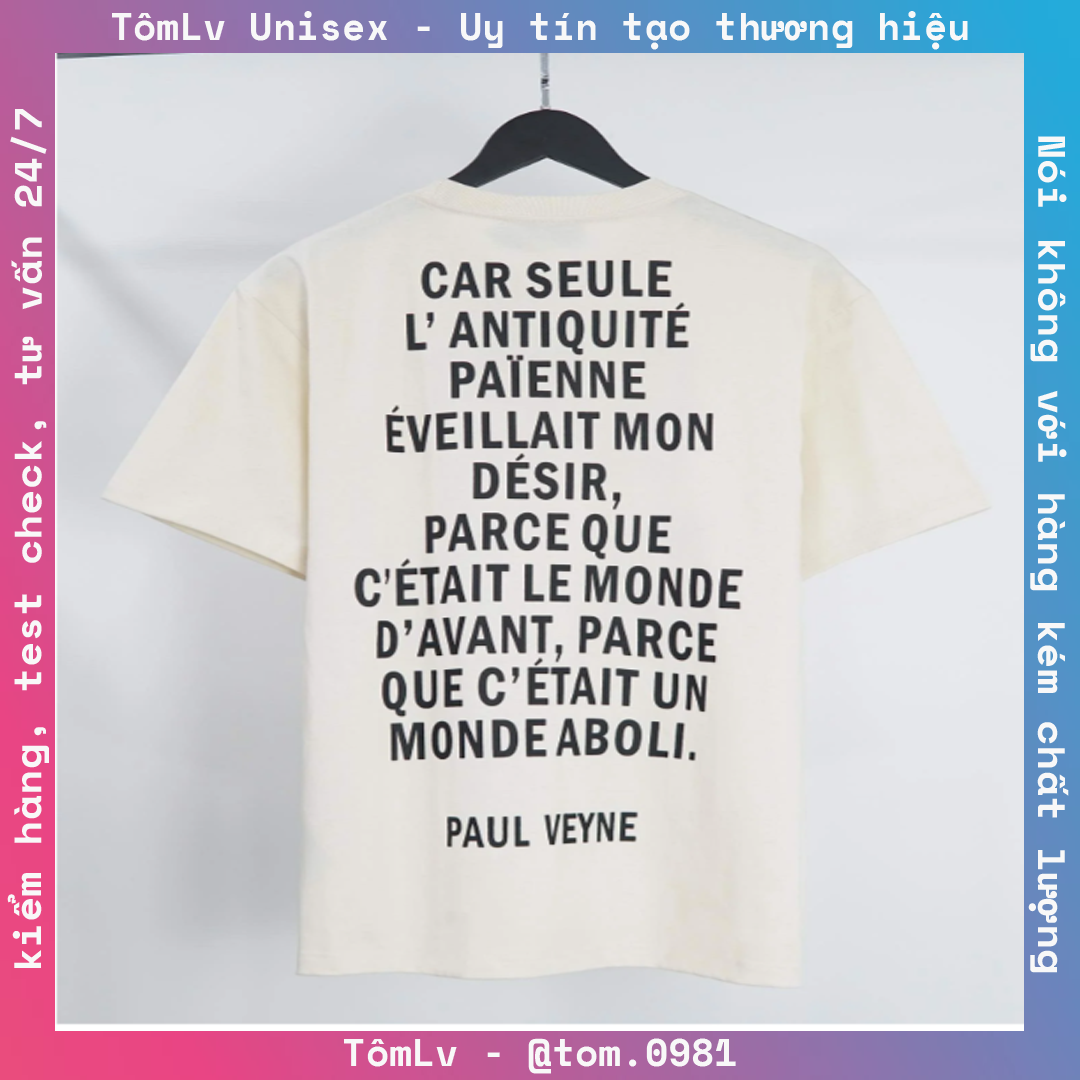 TômLv Unisex - Uy tín tạo thương hiệu
kiểm hàng, test check, tư vấn 24/7
CAR SEULE
L' ANTIQUITÉ
PAÏENNE
ÉVEILLAIT MON
DÉSIR,
PARCE QUE
C'ÉTAIT LE MONDE
D'AVANT, PARCE
QUE C'ÉTAIT UN
MONDE ABOLI.
PAUL VEYNE
Nói không với hàng kém chất lượng
TômLv - @tom.0981